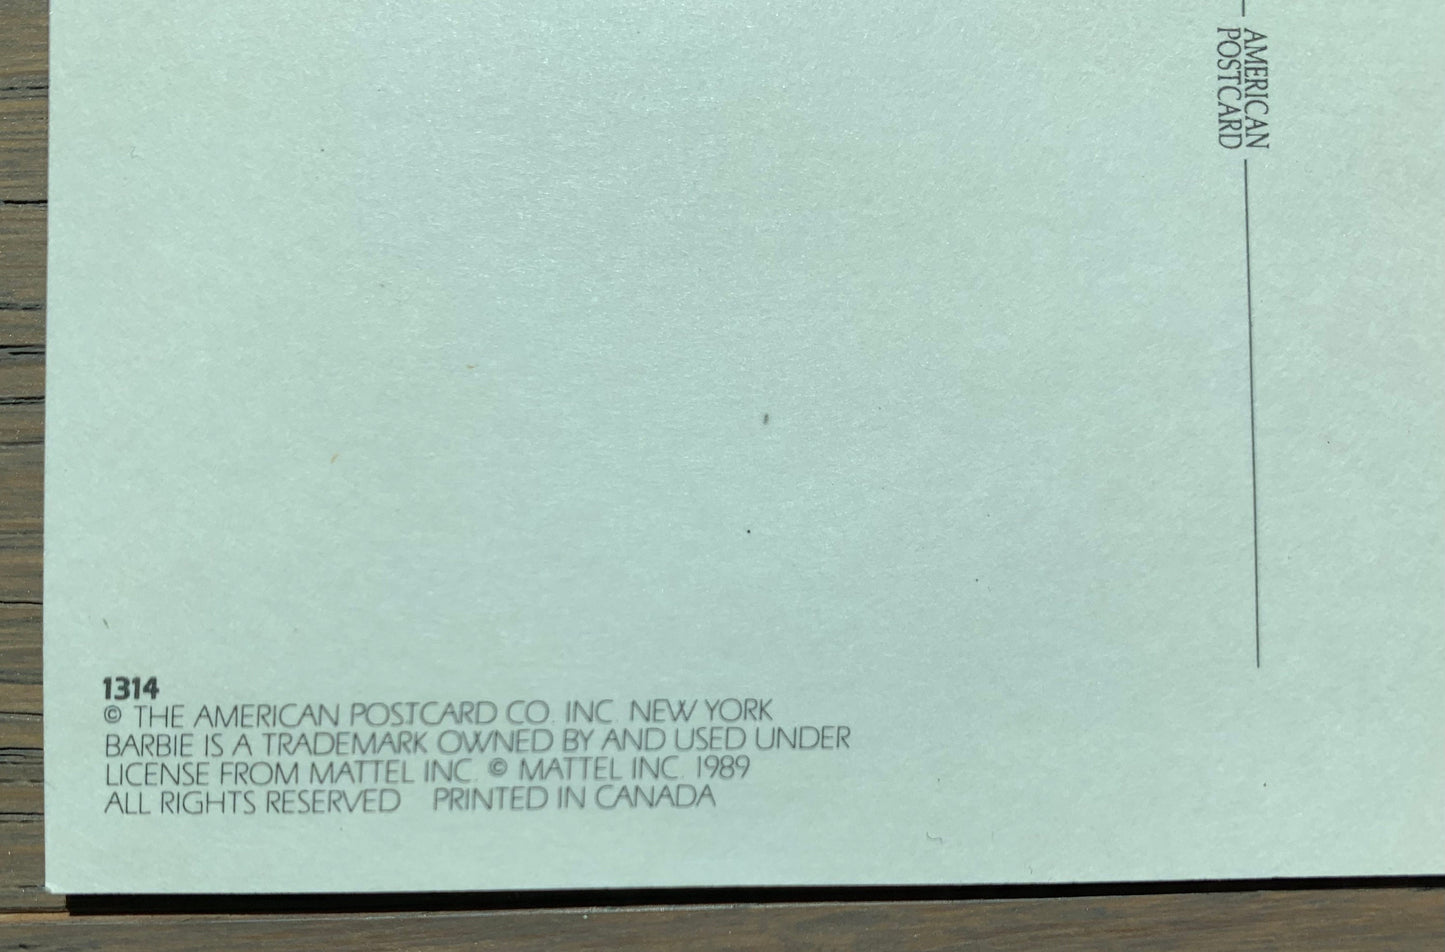 AMERICAN
POSTCARD
1314
© THE AMERICAN POSTCARD CO. INC. NEW YORK
BARBIE IS A TRADEMARK OWNED BY AND USED UNDER
LICENSE FROM MATTEL INC. © MATTEL INC. 1989
ALL RIGHTS RESERVED PRINTED IN CANADA